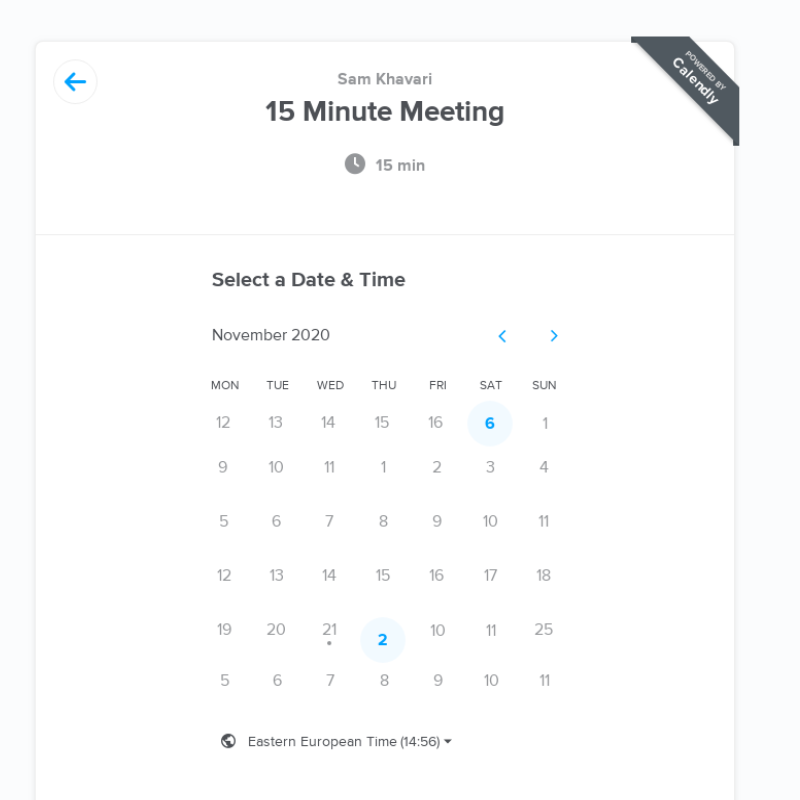 POWERED BY
Calendly
Sam Khavari
15 Minute Meeting
15 min
Select a Date & Time
November 2020
MON TUE WED THU FRI SAT SUN
12 13 14 15 16 6 1
9 10 11 1 2 3 4
5 6 7 8 9 10 11
12 13 14 15 16 17 18
19 20 21 2 10 11 25
5 6 7 8 9 10 11
Eastern European Time (14:56)